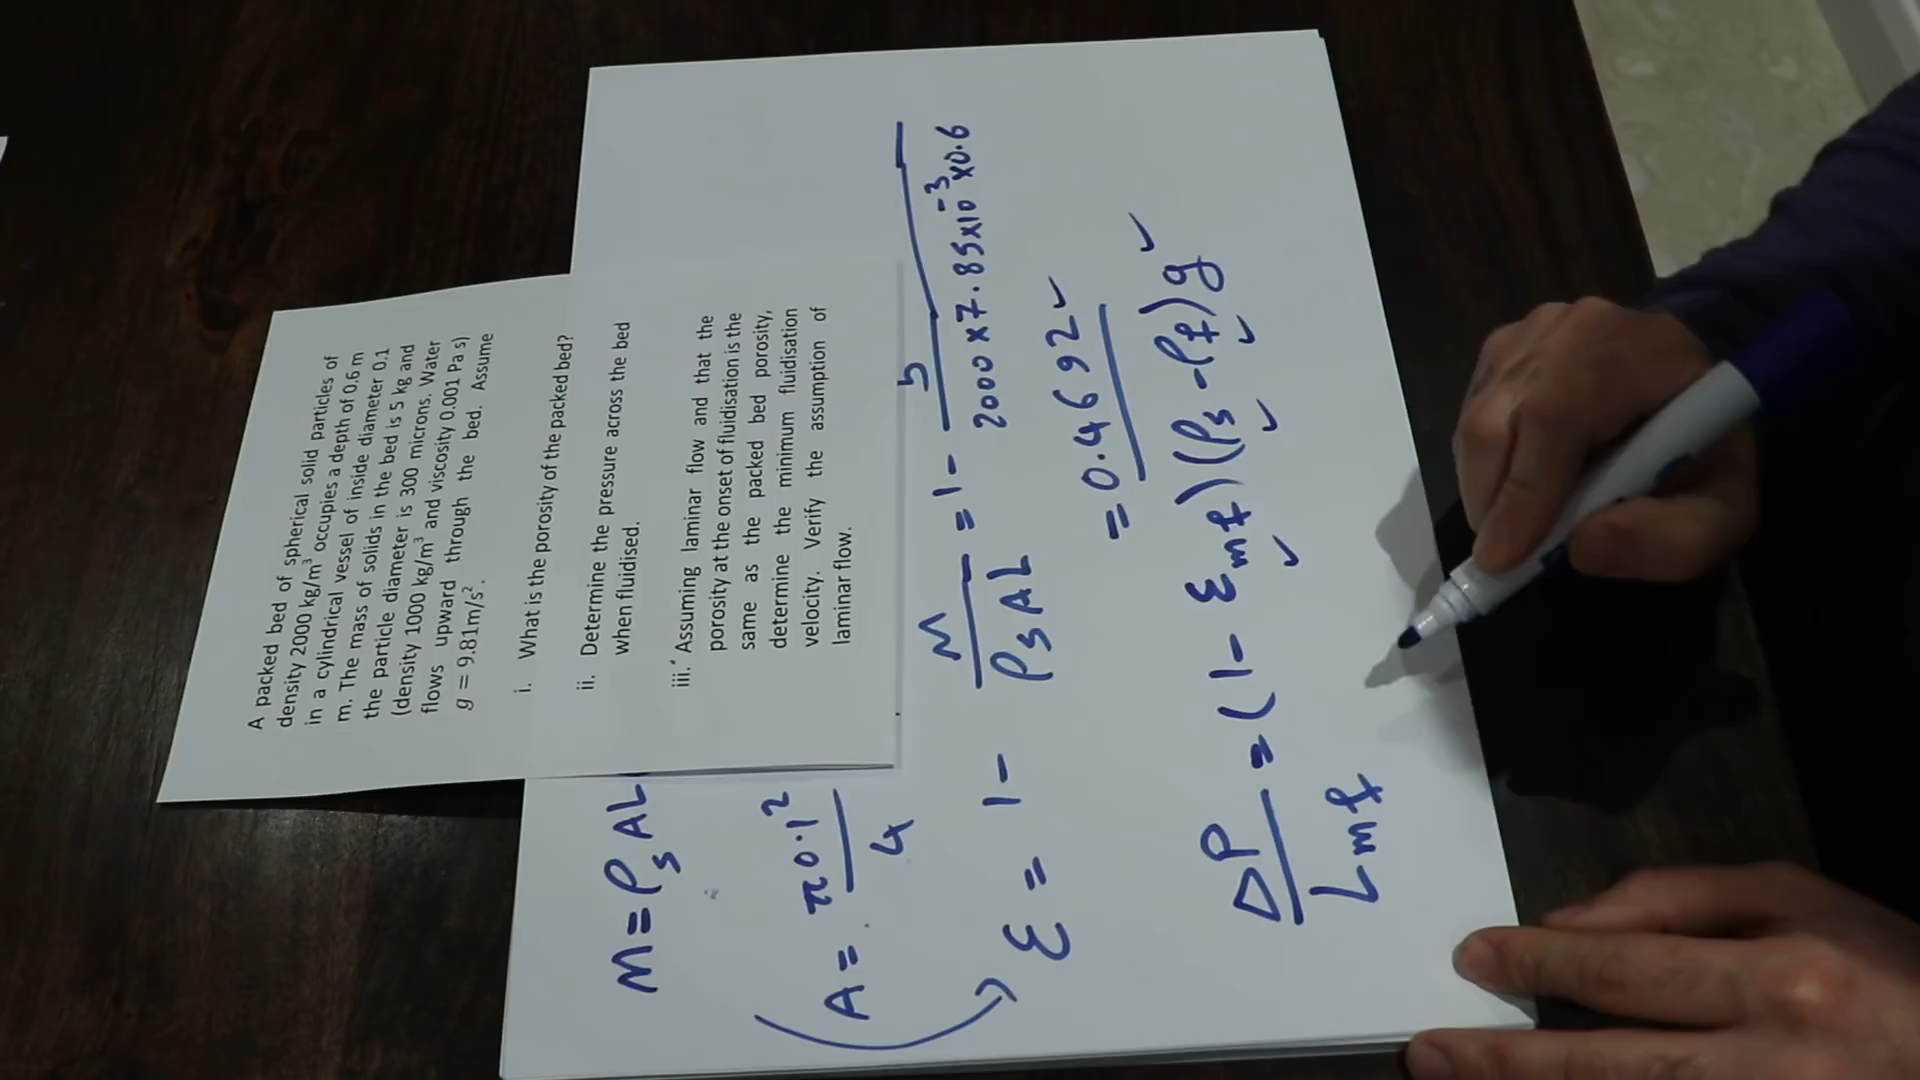 A packed bed of spherical solid particles of
density 2000 kg/m³ occupies a depth of 0.6 m
in a cylindrical vessel of inside diameter 0.1
m. The mass of solids in the bed is 5 kg and
the particle diameter is 300 microns. Water
(density 1000 kg/m³ and viscosity 0.001 Pa s)
flows upward through the bed. Assume
g = 9.81m/s².
i. What is the porosity of the packed bed?
ii. Determine the pressure across the bed
when fluidised.
iii. Assuming laminar flow and that the
porosity at the onset of fluidisation is the
same as the packed bed porosity,
determine the minimum fluidisation
velocity. Verify the assumption of
laminar flow.
M = ρs AL
A = π0.1² / 4
ε = 1 - M / ρs AL = 1 - 5 / 2000 x 7.85x10⁻³ x0.6
= 0.4692 ✓
ΔP / Lmf = (1 - εmf)(ρs - ρf)g